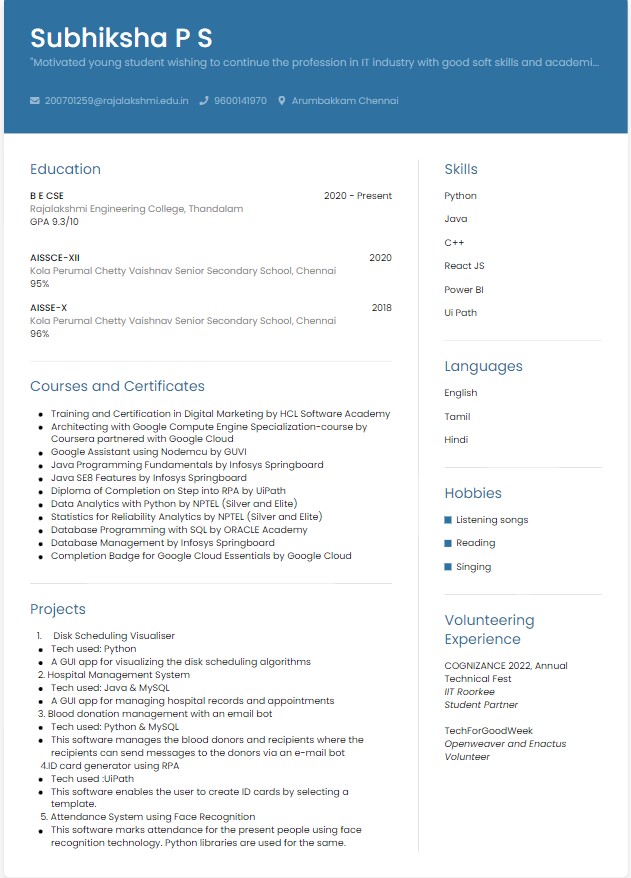 Subhiksha P S
"Motivated young student wishing to continue the profession in IT industry with good soft skills and academi...
200701259@rajalakshmi.edu.in 9600141970 Arumbakkam Chennai
Education
B E CSE 2020 - Present
Rajalakshmi Engineering College, Thandalam
GPA 9.3/10
AISSCE-XII 2020
Kola Perumal Chetty Vaishnav Senior Secondary School, Chennai
95%
AISSE-X 2018
Kola Perumal Chetty Vaishnav Senior Secondary School, Chennai
96%
Courses and Certificates
• Training and Certification in Digital Marketing by HCL Software Academy
• Architecting with Google Compute Engine Specialization-course by
Coursera partnered with Google Cloud
• Google Assistant using Nodemcu by GUVI
• Java Programming Fundamentals by Infosys Springboard
• Java SE8 Features by Infosys Springboard
• Diploma of Completion on Step into RPA by UiPath
• Data Analytics with Python by NPTEL (Silver and Elite)
• Statistics for Reliability Analytics by NPTEL (Silver and Elite)
• Database Programming with SQL by ORACLE Academy
• Database Management by Infosys Springboard
• Completion Badge for Google Cloud Essentials by Google Cloud
Projects
1. Disk Scheduling Visualiser
• Tech used: Python
• A GUI app for visualizing the disk scheduling algorithms
2. Hospital Management System
• Tech used: Java & MySQL
• A GUI app for managing hospital records and appointments
3. Blood donation management with an email bot
• Tech used: Python & MySQL
• This software manages the blood donors and recipients where the
recipients can send messages to the donors via an e-mail bot
4.ID card generator using RPA
• Tech used :UiPath
• This software enables the user to create ID cards by selecting a
template.
5. Attendance System using Face Recognition
• This software marks attendance for the present people using face
recognition technology. Python libraries are used for the same.
Skills
Python
Java
C++
React JS
Power BI
Ui Path
Languages
English
Tamil
Hindi
Hobbies
Listening songs
Reading
Singing
Volunteering
Experience
COGNIZANCE 2022, Annual
Technical Fest
IIT Roorkee
Student Partner
TechForGoodWeek
Openweaver and Enactus
Volunteer